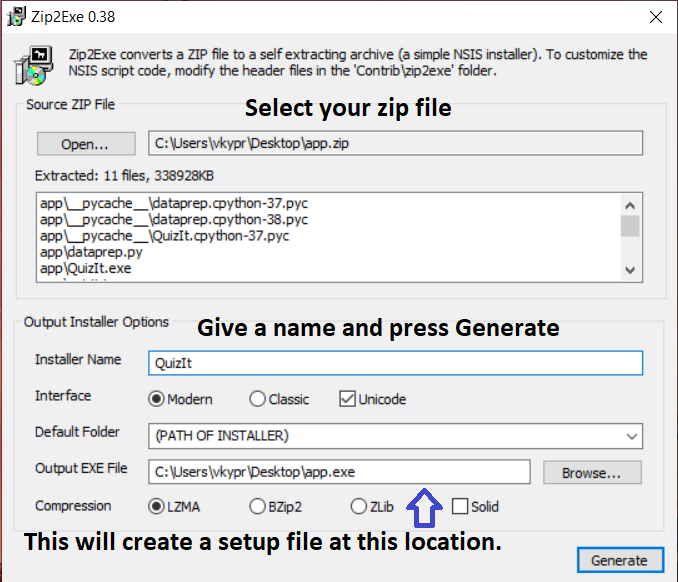 Zip2Exe 0.38
Zip2Exe converts a ZIP file to a self extracting archive (a simple NSIS installer). To customize the
NSIS script code, modify the header files in the 'Contrib\zip2exe' folder.
Source ZIP File
Select your zip file
Open...
C:\Users\vkypr\Desktop\app.zip
Extracted: 11 files, 338928KB
app\__pycache__\dataprep.cpython-37.pyc
app\__pycache__\dataprep.cpython-38.pyc
app\__pycache__\QuizIt.cpython-37.pyc
app\dataprep.py
app\QuizIt.exe
Output Installer Options
Give a name and press Generate
Installer Name
QuizIt
Interface
Modern
Classic
Unicode
Default Folder
(PATH OF INSTALLER)
Output EXE File
C:\Users\vkypr\Desktop\app.exe
Browse...
Compression
LZMA
BZip2
ZLib
Solid
This will create a setup file at this location.
Generate